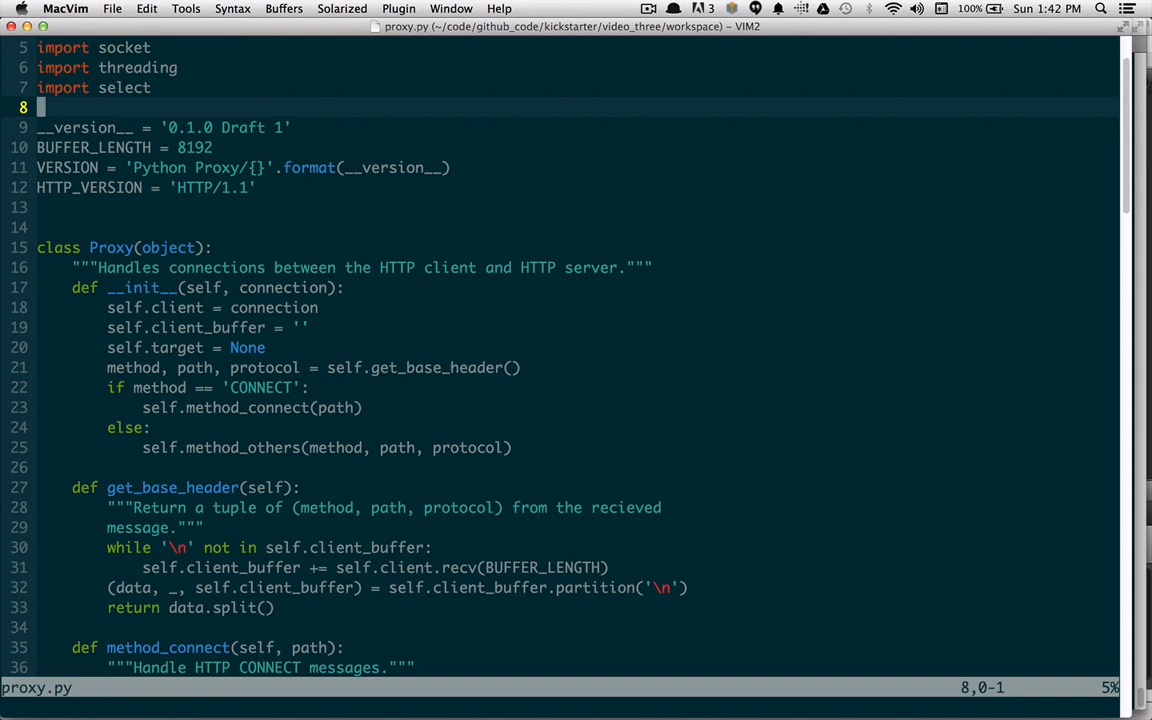 MacVim File Edit Tools Syntax Buffers Solarized Plugin Window Help 3 100% Sun 1:42 PM
proxy.py (~/code/github_code/kickstarter/video_three/workspace) – VIM2
5 import socket
6 import threading
7 import select
8
9 __version__ = '0.1.0 Draft 1'
10 BUFFER_LENGTH = 8192
11 VERSION = 'Python Proxy/{}'.format(__version__)
12 HTTP_VERSION = 'HTTP/1.1'
13
14
15 class Proxy(object):
16     """Handles connections between the HTTP client and HTTP server."""
17     def __init__(self, connection):
18         self.client = connection
19         self.client_buffer = ''
20         self.target = None
21         method, path, protocol = self.get_base_header()
22         if method == 'CONNECT':
23             self.method_connect(path)
24         else:
25             self.method_others(method, path, protocol)
26
27     def get_base_header(self):
28         """Return a tuple of (method, path, protocol) from the recieved
29         message."""
30         while '\n' not in self.client_buffer:
31             self.client_buffer += self.client.recv(BUFFER_LENGTH)
32         (data, _, self.client_buffer) = self.client_buffer.partition('\n')
33         return data.split()
34
35     def method_connect(self, path):
36         """Handle HTTP CONNECT messages."""
proxy.py 8,0-1 5%